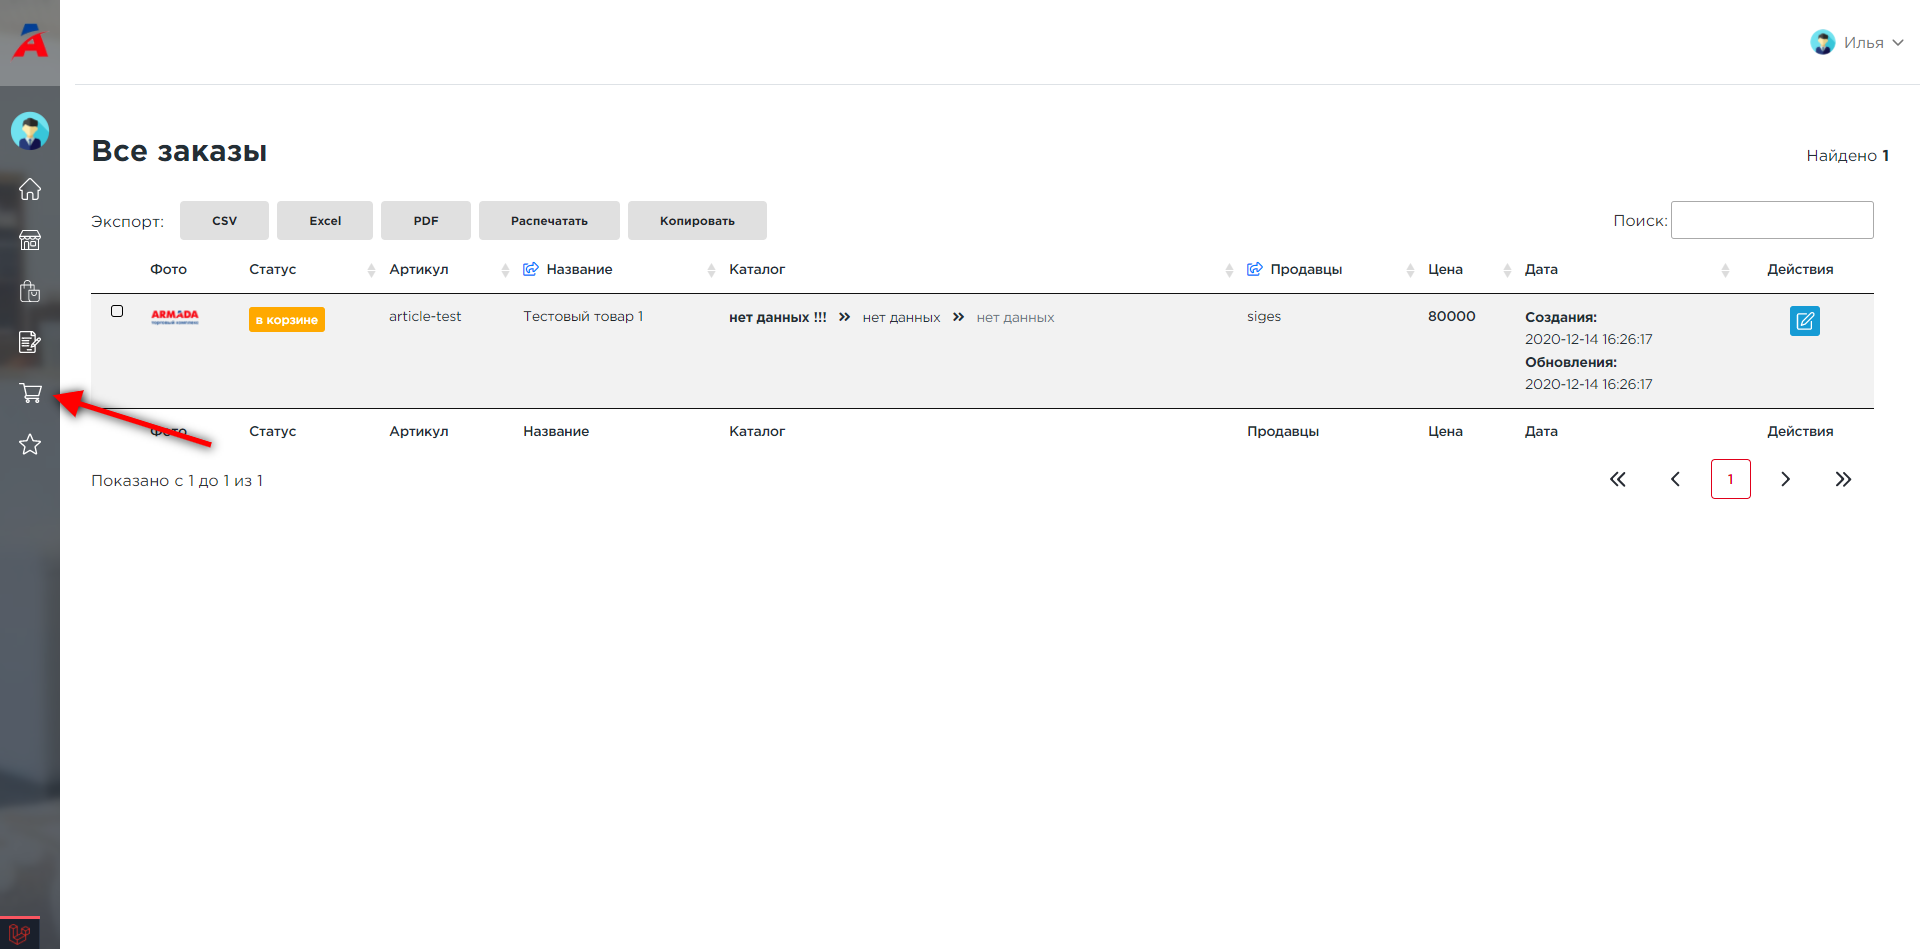 Илья
Все заказы
Найдено 1
Экспорт: CSV Excel PDF Распечатать Копировать Поиск:
Фото Статус Артикул Название Каталог Продавцы Цена Дата Действия
ARMADA в корзине article-test Тестовый товар 1 нет данных !!! » нет данных » нет данных siges 80000 Создания:
2020-12-14 16:26:17
Обновления:
2020-12-14 16:26:17
Фото Статус Артикул Название Каталог Продавцы Цена Дата Действия
Показано с 1 до 1 из 1 1